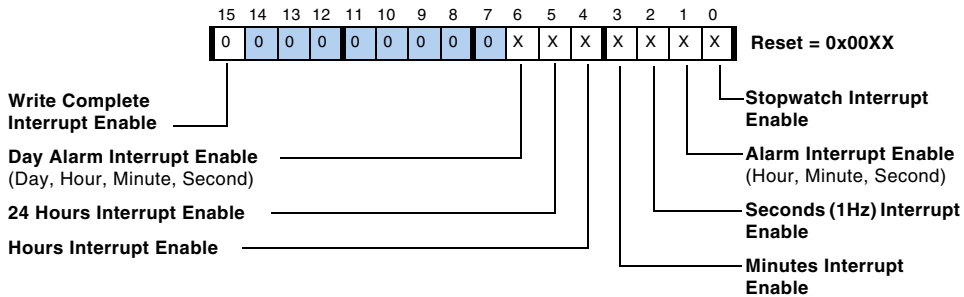 15 14 13 12 11 10 9 8 7 6 5 4 3 2 1 0
0 0 0 0 0 0 0 0 0 X X X X X X X Reset = 0x00XX
Write Complete
Interrupt Enable
Day Alarm Interrupt Enable
(Day, Hour, Minute, Second)
24 Hours Interrupt Enable
Hours Interrupt Enable
Stopwatch Interrupt
Enable
Alarm Interrupt Enable
(Hour, Minute, Second)
Seconds (1Hz) Interrupt
Enable
Minutes Interrupt
Enable